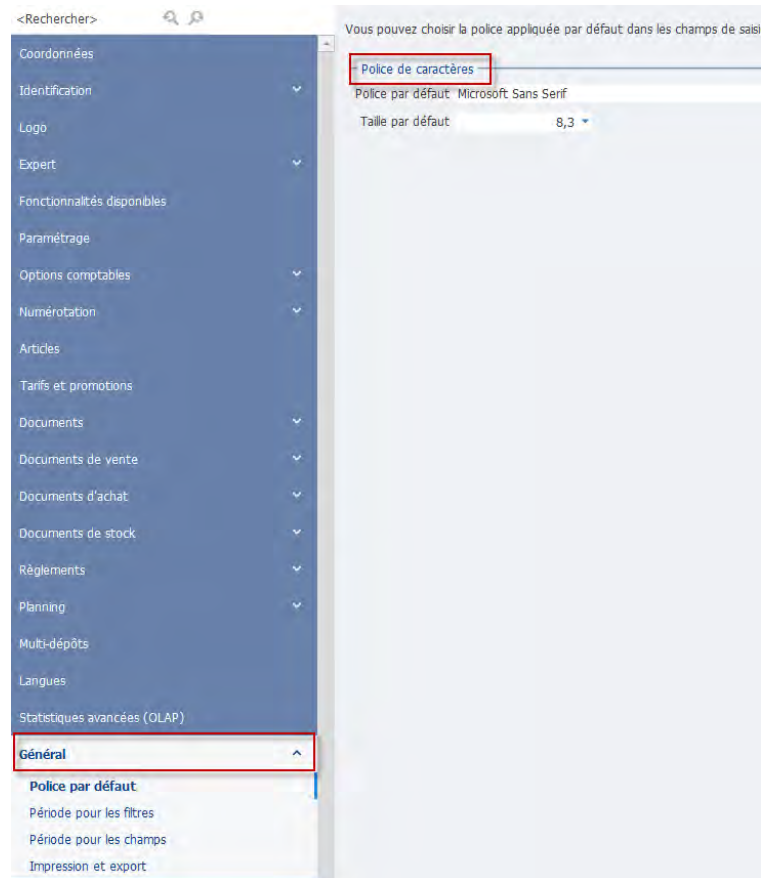 <Rechercher>
Coordonnées
Identification
Logo
Expert
Fonctionnalités disponibles
Paramétrage
Options comptables
Numérotation
Articles
Tarifs et promotions
Documents
Documents de vente
Documents d'achat
Documents de stock
Règlements
Planning
Multi-dépôts
Langues
Statistiques avancées (OLAP)
Général
Police par défaut
Période pour les filtres
Période pour les champs
Impression et export
Vous pouvez choisir la police appliquée par défaut dans les champs de saisi
Police de caractères
Police par défaut Microsoft Sans Serif
Taille par défaut 8,3